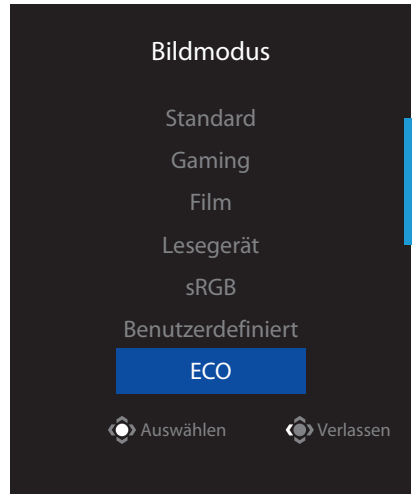 Bildmodus
Standard
Gaming
Film
Lesegerät
sRGB
Benutzerdefiniert
ECO
Auswählen Verlassen